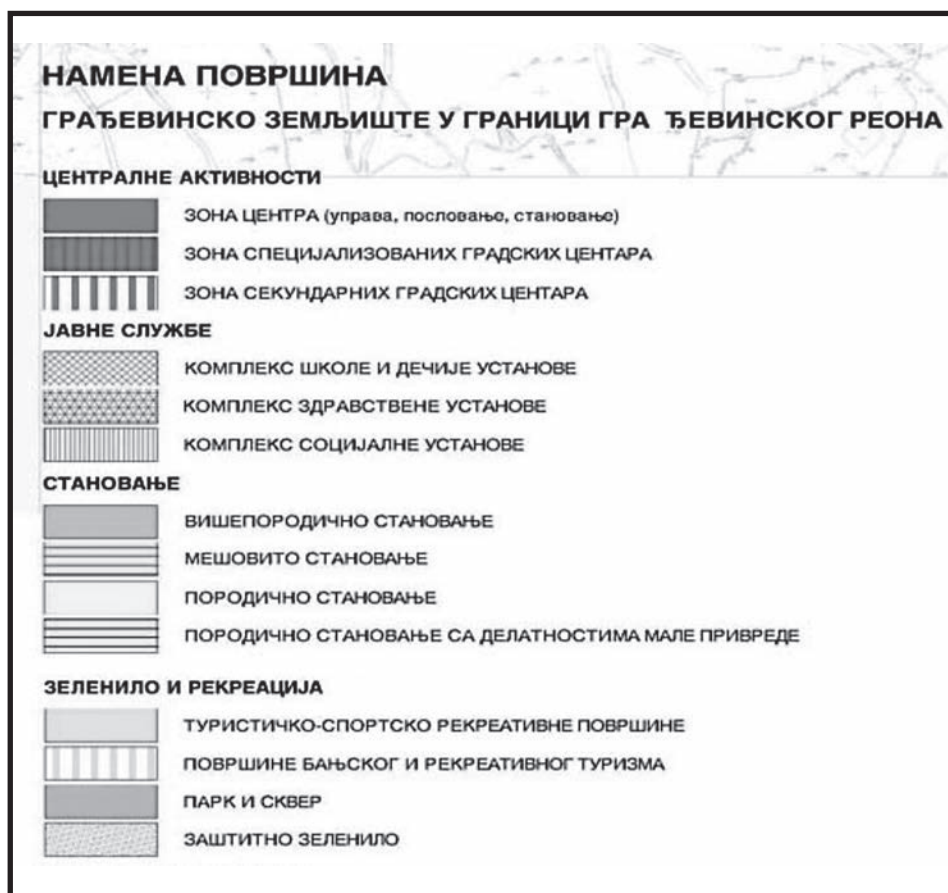 НАМЕНА ПОВРШИНА
ГРАЂЕВИНСКО ЗЕМЉИШТЕ У ГРАНИЦИ ГРА ЂЕВИНСКОГ РЕОНА
ЦЕНТРАЛНЕ АКТИВНОСТИ
ЗОНА ЦЕНТРА (управа, пословање, становање)
ЗОНА СПЕЦИЈАЛИЗОВАНИХ ГРАДСКИХ ЦЕНТАРА
ЗОНА СЕКУНДАРНИХ ГРАДСКИХ ЦЕНТАРА
ЈАВНЕ СЛУЖБЕ
КОМПЛЕКС ШКОЛЕ И ДЕЧИЈЕ УСТАНОВЕ
КОМПЛЕКС ЗДРАВСТВЕНЕ УСТАНОВЕ
КОМПЛЕКС СОЦИЈАЛНЕ УСТАНОВЕ
СТАНОВАЊЕ
ВИШЕПОРОДИЧНО СТАНОВАЊЕ
МЕШОВИТО СТАНОВАЊЕ
ПОРОДИЧНО СТАНОВАЊЕ
ПОРОДИЧНО СТАНОВАЊЕ СА ДЕЛАТНОСТИМА МАЛЕ ПРИВРЕДЕ
ЗЕЛЕНИЛО И РЕКРЕАЦИЈА
ТУРИСТИЧКО-СПОРТСКО РЕКРЕАТИВНЕ ПОВРШИНЕ
ПОВРШИНЕ БАЊСКОГ И РЕКРЕАТИВНОГ ТУРИЗМА
ПАРК И СКВЕР
ЗАШТИТНО ЗЕЛЕНИЛО